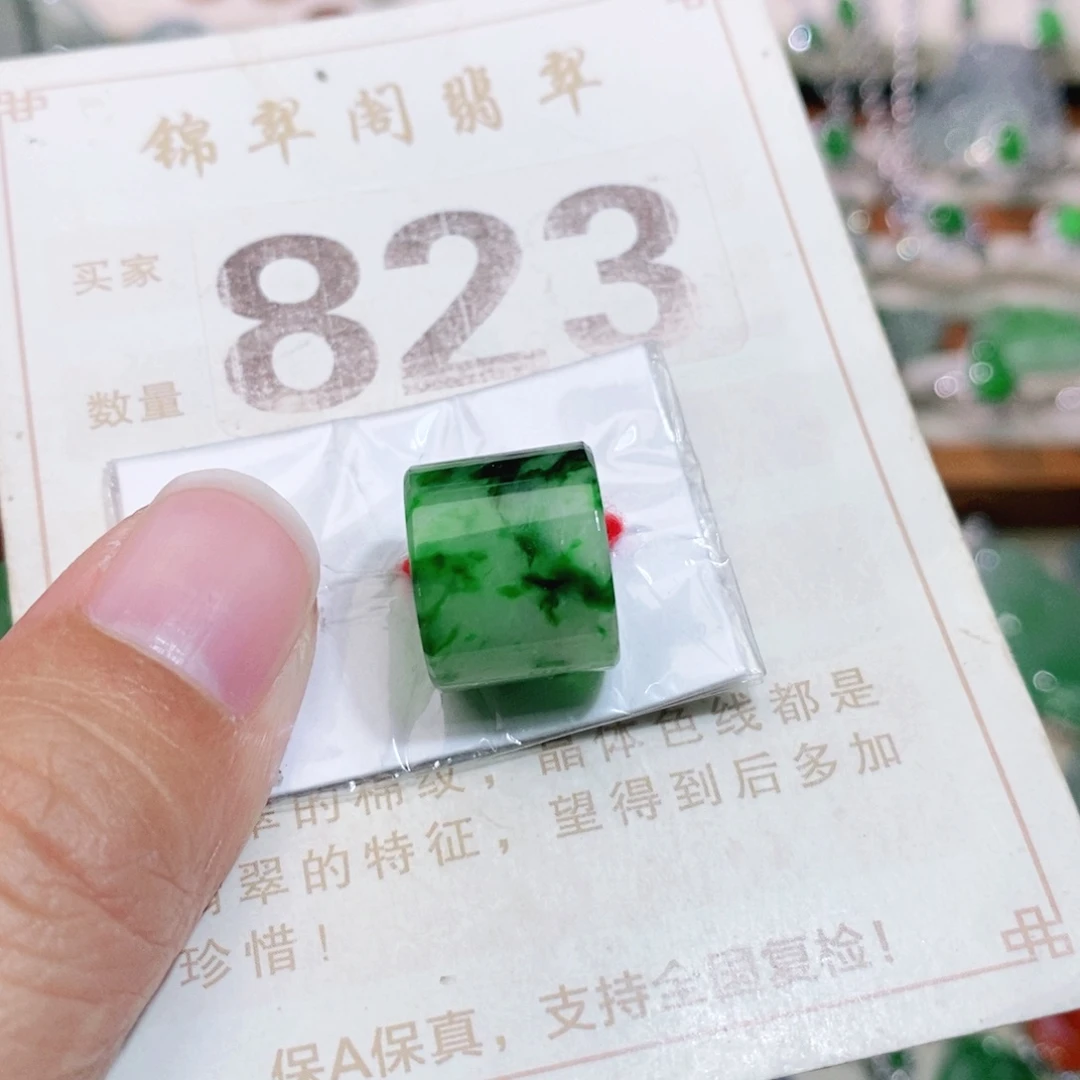 锦翠阁翡翠
买家
823
数量
的棉纹，晶体色线都是
翠的特征，望得到后多加
珍惜！
保A保真，支持全国复检！